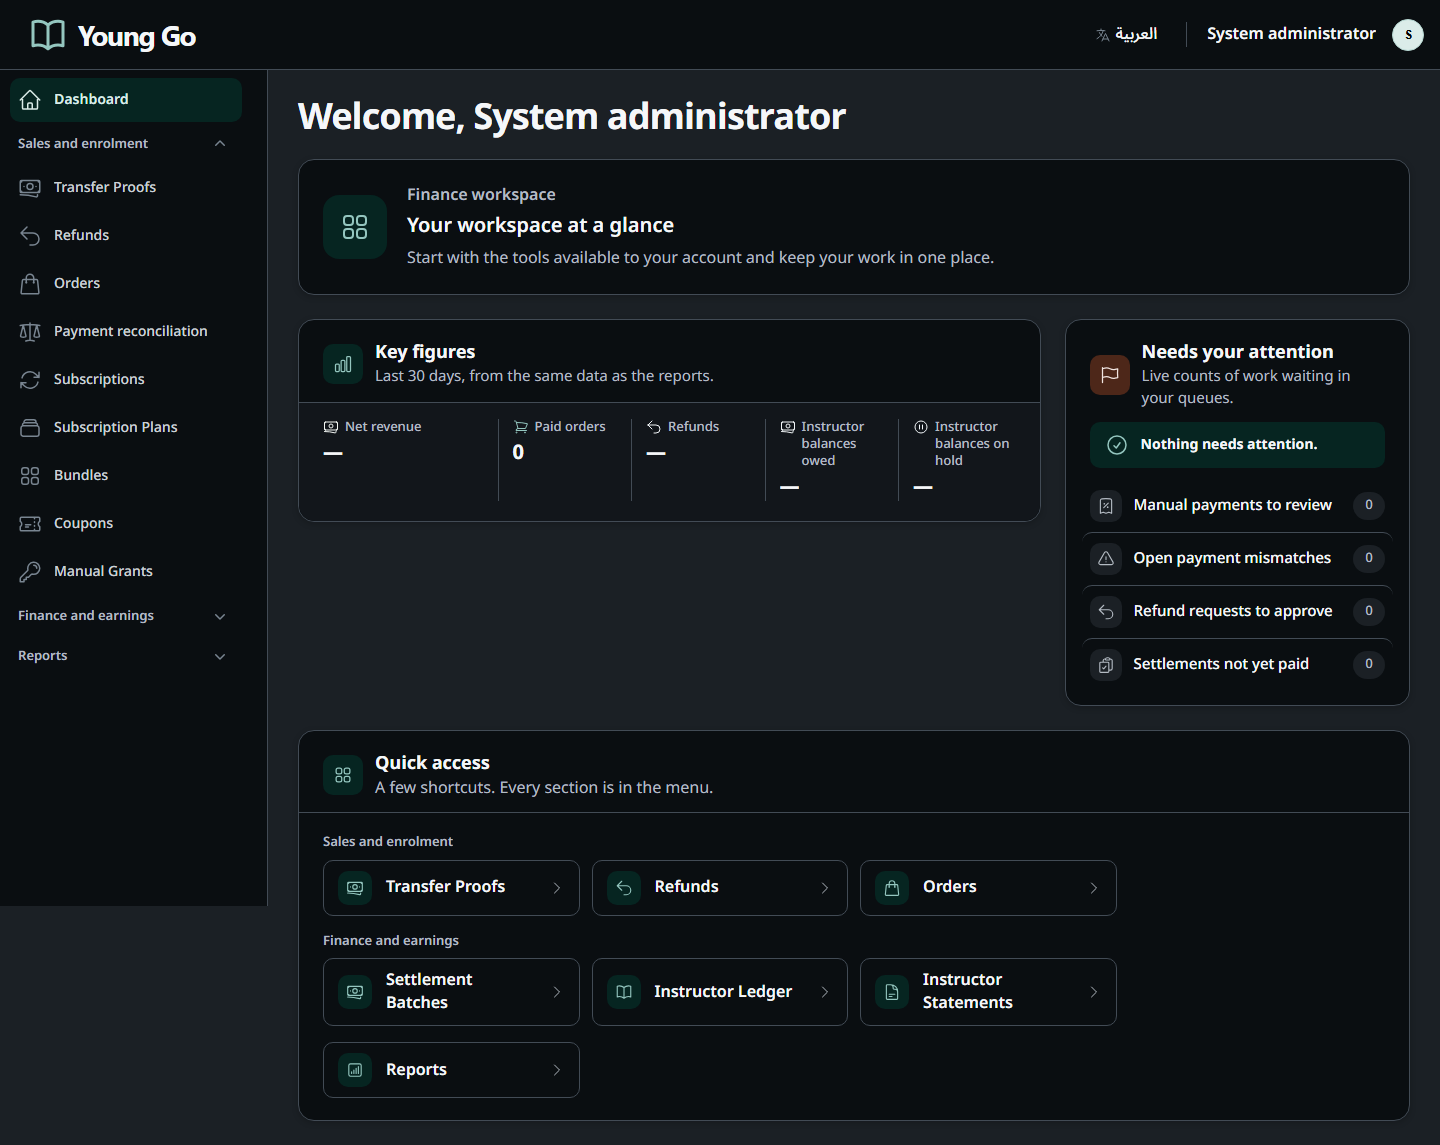 Young Go
العربية
System administrator
S
Dashboard
Sales and enrolment
Transfer Proofs
Refunds
Orders
Payment reconciliation
Subscriptions
Subscription Plans
Bundles
Coupons
Manual Grants
Finance and earnings
Reports
Welcome, System administrator
Finance workspace
Your workspace at a glance
Start with the tools available to your account and keep your work in one place.
Key figures
Last 30 days, from the same data as the reports.
Net revenue
—
Paid orders
0
Refunds
—
Instructor
balances
owed
—
Instructor
balances on
hold
—
Needs your attention
Live counts of work waiting in
your queues.
Nothing needs attention.
Manual payments to review 0
Open payment mismatches 0
Refund requests to approve 0
Settlements not yet paid 0
Quick access
A few shortcuts. Every section is in the menu.
Sales and enrolment
Transfer Proofs
Refunds
Orders
Finance and earnings
Settlement
Batches
Instructor Ledger
Instructor
Statements
Reports